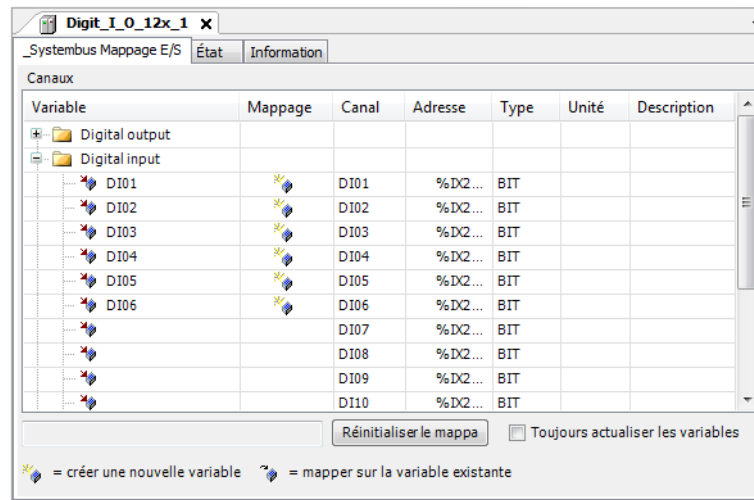 Digit_I_O_12x_1 x
_Systembus Mappage E/S État Information
Canaux
Variable Mappage Canal Adresse Type Unité Description
Digital output
Digital input
DI01 DI01 %IX2... BIT
DI02 DI02 %IX2... BIT
DI03 DI03 %IX2... BIT
DI04 DI04 %IX2... BIT
DI05 DI05 %IX2... BIT
DI06 DI06 %IX2... BIT
DI07 %IX2... BIT
DI08 %IX2... BIT
DI09 %IX2... BIT
DI10 %IX2... BIT
Réinitialiser le mappa Toujours actualiser les variables
= créer une nouvelle variable = mapper sur la variable existante